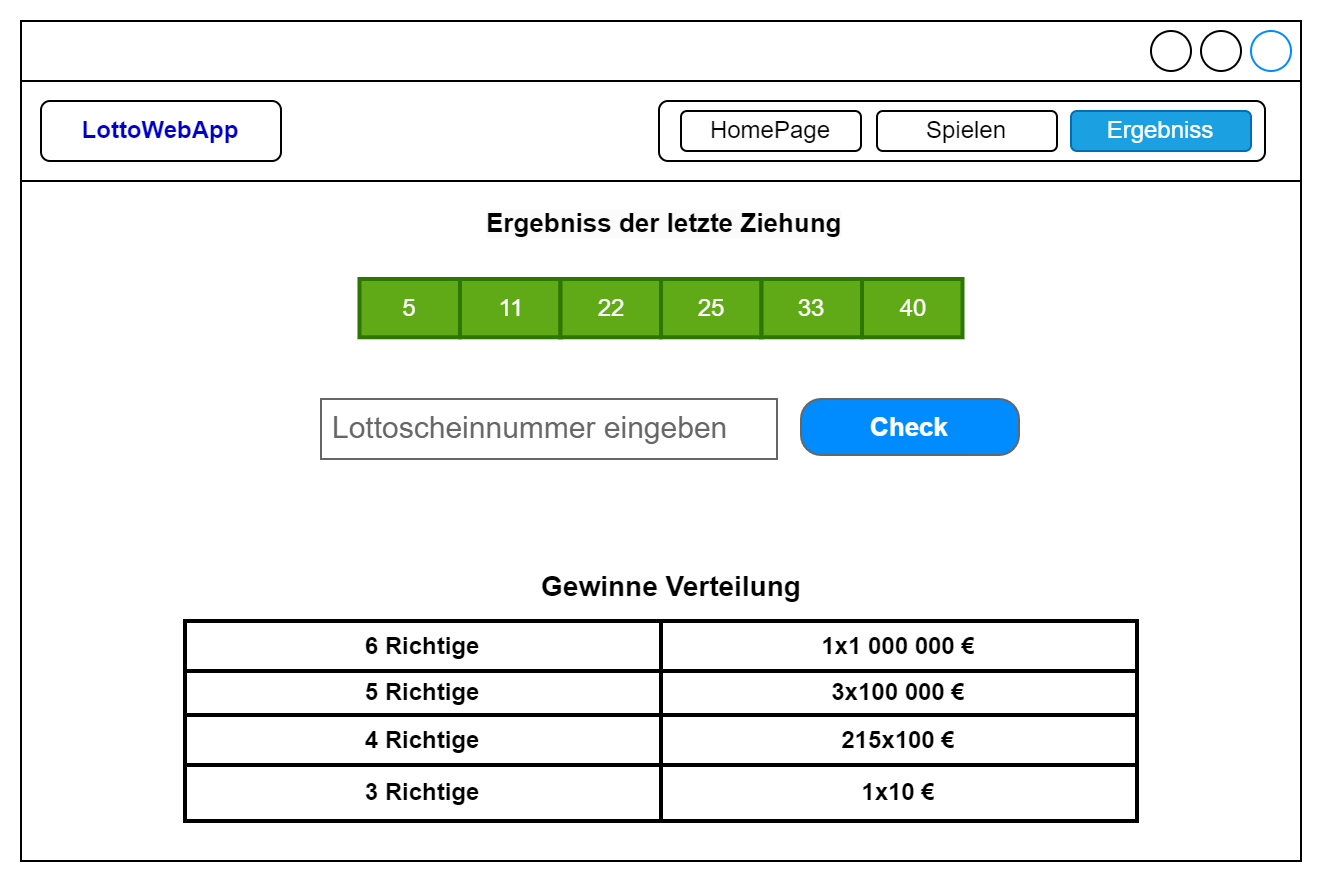 LottoWebApp HomePage Spielen Ergebniss
Ergebniss der letzte Ziehung
5 11 22 25 33 40
Lottoscheinnummer eingeben Check
Gewinne Verteilung
6 Richtige 1x1 000 000 €
5 Richtige 3x100 000 €
4 Richtige 215x100 €
3 Richtige 1x10 €